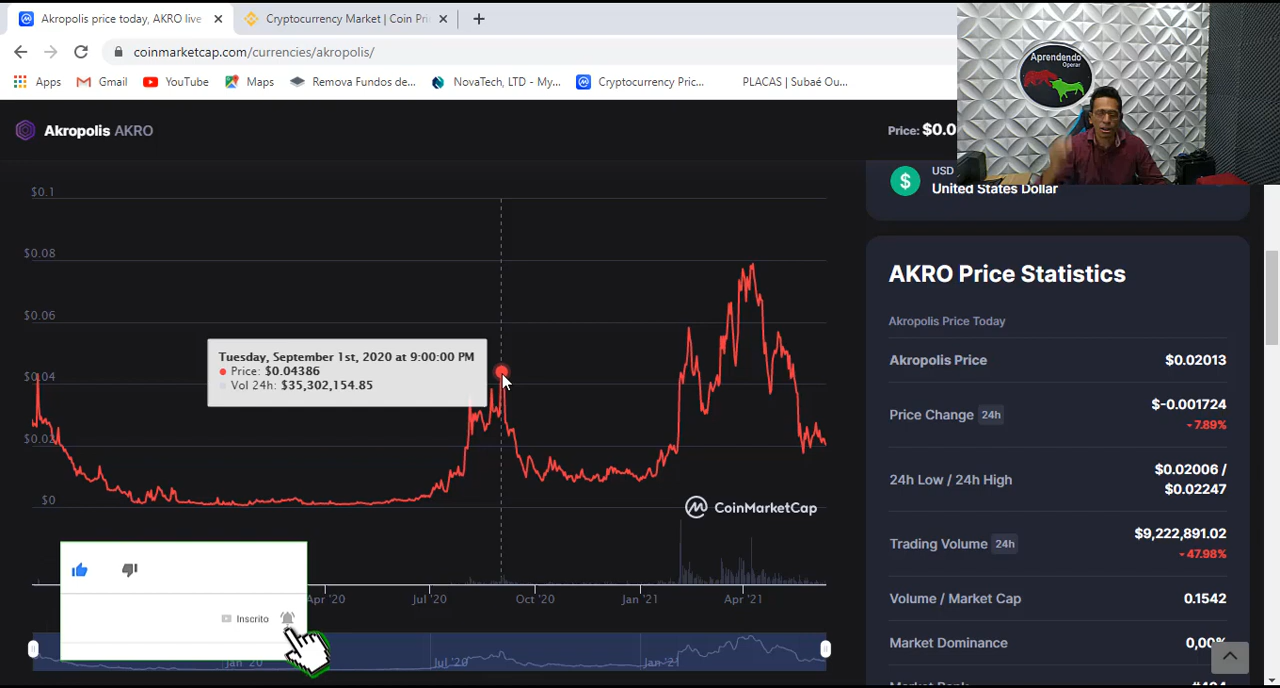 Akropolis price today, AKRO live
Cryptocurrency Market | Coin Pri
coinmarketcap.com/currencies/akropolis/
Apps
Gmail
YouTube
Maps
Remova Fundos de...
NovaTech, LTD - My...
Cryptocurrency Pric...
PLACAS | Subaé Ou...
Aprendendo
Operar
Akropolis AKRO
Price: $0.0
USD
United States Dollar
$0.1
$0.08
$0.06
$0.04
$0.02
$0
Tuesday, September 1st, 2020 at 9:00:00 PM
Price: $0.04386
Vol 24h: $35,302,154.85
CoinMarketCap
Apr '20
Jul '20
Oct '20
Jan '21
Apr '21
Jan '20
Jul '20
Jan '21
Inscrito
AKRO Price Statistics
Akropolis Price Today
Akropolis Price
$0.02013
Price Change 24h
$-0.001724
7.89%
24h Low / 24h High
$0.02006 /
$0.02247
Trading Volume 24h
$9,222,891.02
47.98%
Volume / Market Cap
0.1542
Market Dominance
0,00%
Market Rank